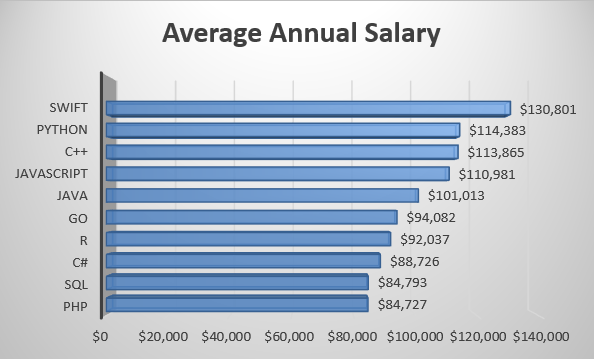 Average Annual Salary
SWIFT $130,801
PYTHON $114,383
C++ $113,865
JAVASCRIPT $110,981
JAVA $101,013
GO $94,082
R $92,037
C# $88,726
SQL $84,793
PHP $84,727
$0 $20,000 $40,000 $60,000 $80,000 $100,000 $120,000 $140,000